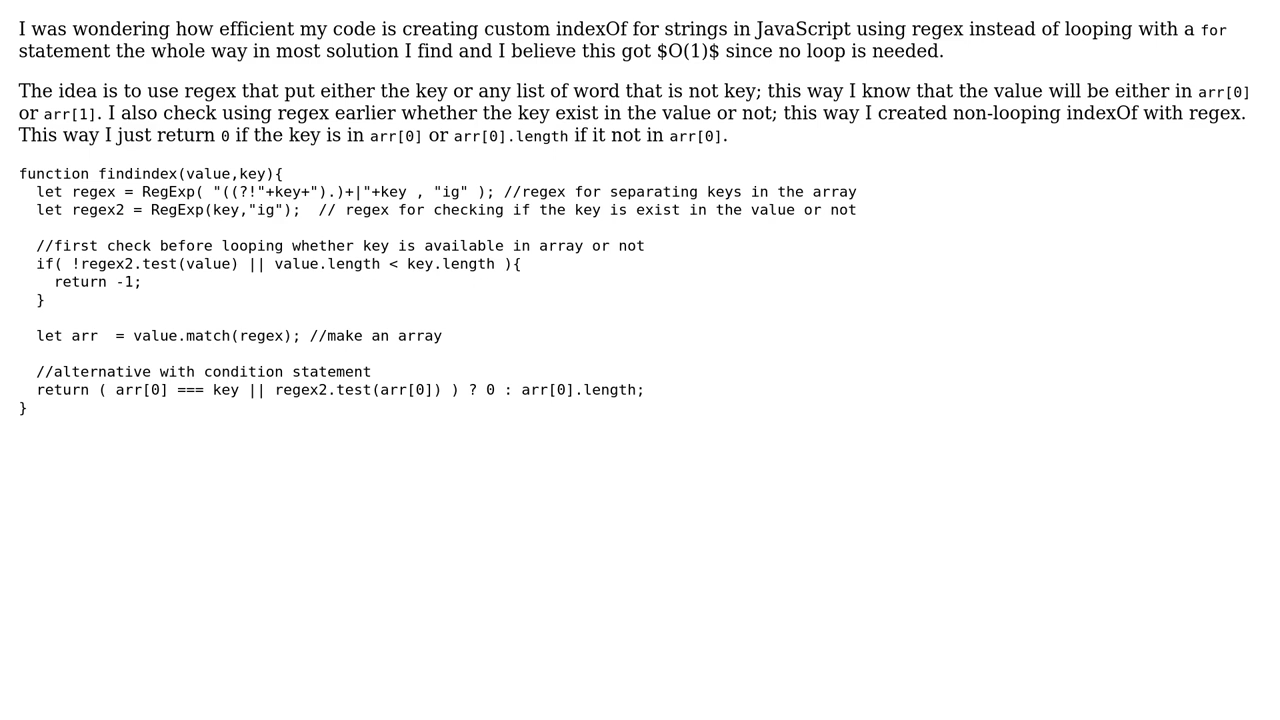 I was wondering how efficient my code is creating custom indexOf for strings in JavaScript using regex instead of looping with a for
statement the whole way in most solution I find and I believe this got $O(1)$ since no loop is needed.
The idea is to use regex that put either the key or any list of word that is not key; this way I know that the value will be either in arr[0]
or arr[1]. I also check using regex earlier whether the key exist in the value or not; this way I created non-looping indexOf with regex.
This way I just return 0 if the key is in arr[0] or arr[0].length if it not in arr[0].
function findindex(value,key){
  let regex = RegExp( "((?!"+key+").)+|"+key , "ig" ); //regex for separating keys in the array
  let regex2 = RegExp(key,"ig");  // regex for checking if the key is exist in the value or not
  //first check before looping whether key is available in array or not
  if( !regex2.test(value) || value.length < key.length ){
    return -1;
  }
  let arr  = value.match(regex); //make an array
  //alternative with condition statement
  return ( arr[0] === key || regex2.test(arr[0]) ) ? 0 : arr[0].length;
}